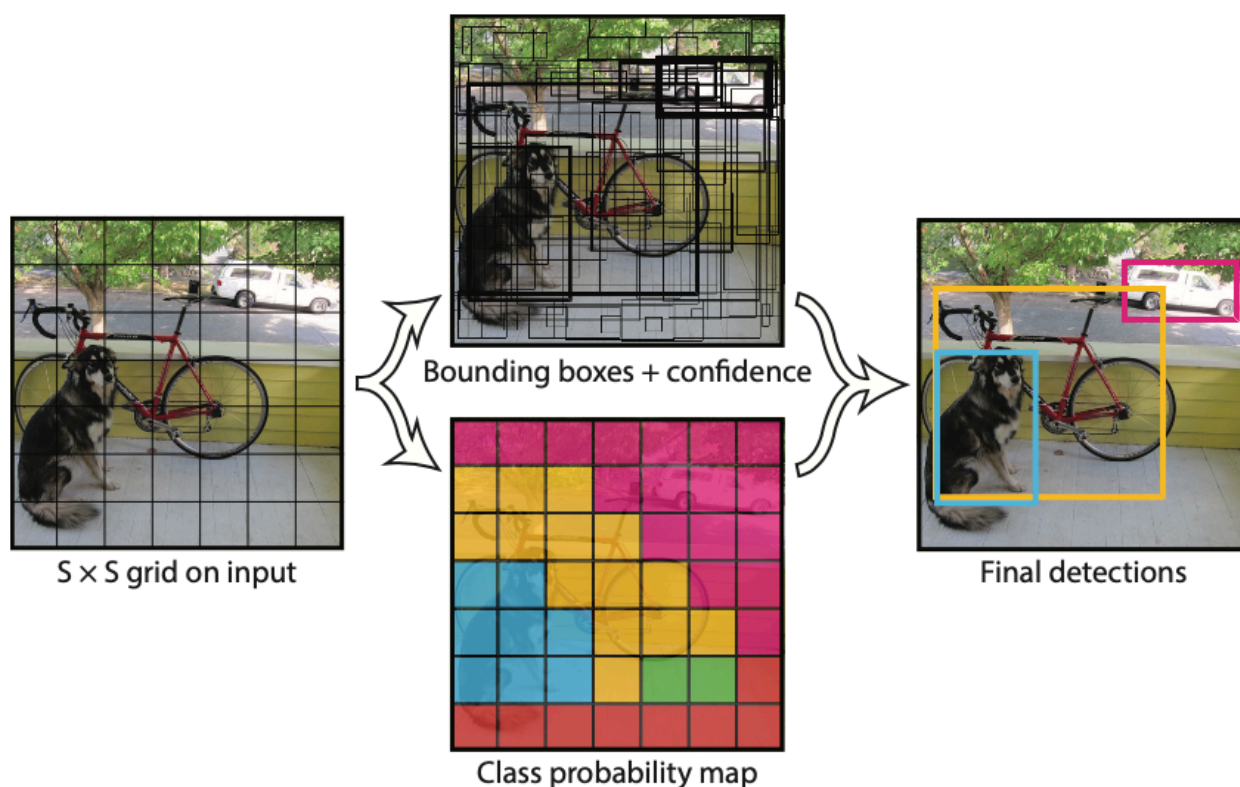 Bounding boxes + confidence
S × S grid on input
Final detections
Class probability map